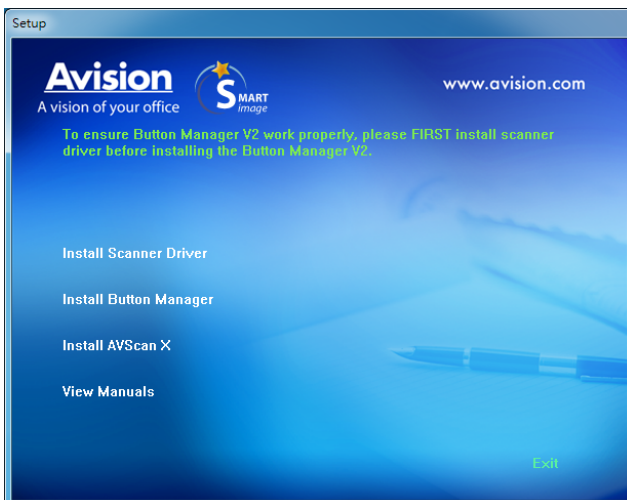 Setup
Avision
A vision of your office
SMART
image
www.avision.com
To ensure Button Manager V2 work properly, please FIRST install scanner
driver before installing the Button Manager V2.
Install Scanner Driver
Install Button Manager
Install AVScan X
View Manuals
Exit